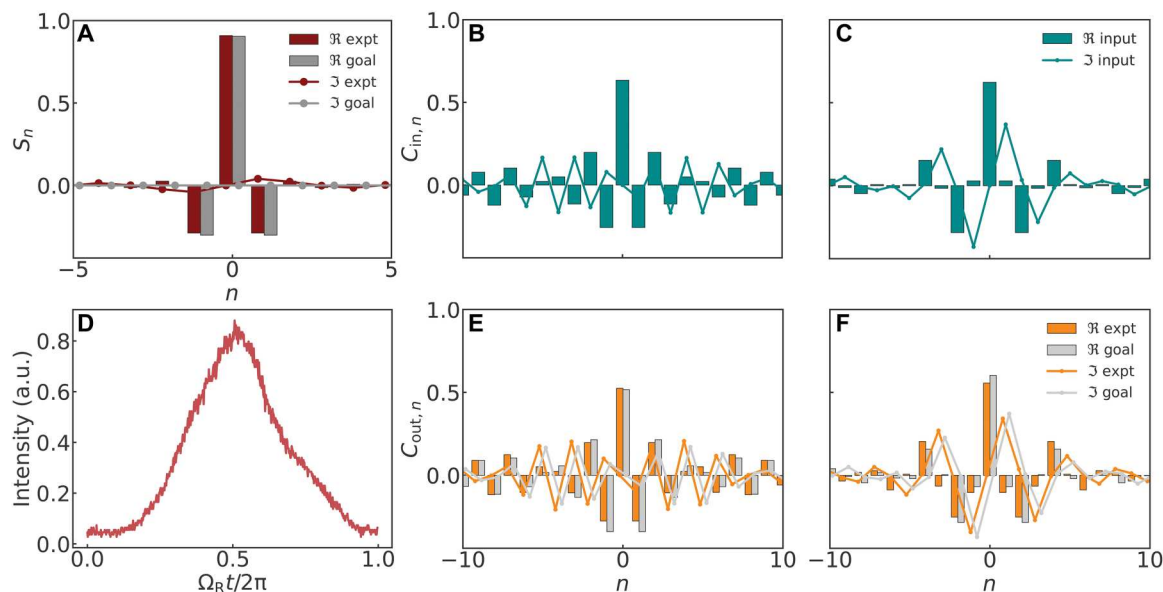 A
1.0
0.5
0.0
S_n
−5
0
5
n
ℜ expt
ℜ goal
ℑ expt
ℑ goal
B
1.0
0.5
0.0
C_in, n
C
ℜ input
ℑ input
D
0.8
0.6
0.4
0.2
0.0
Intensity (a.u.)
0.0
0.5
1.0
Ω_R t/2π
E
1.0
0.5
0.0
C_out, n
−10
0
10
n
F
ℜ expt
ℜ goal
ℑ expt
ℑ goal
−10
0
10
n